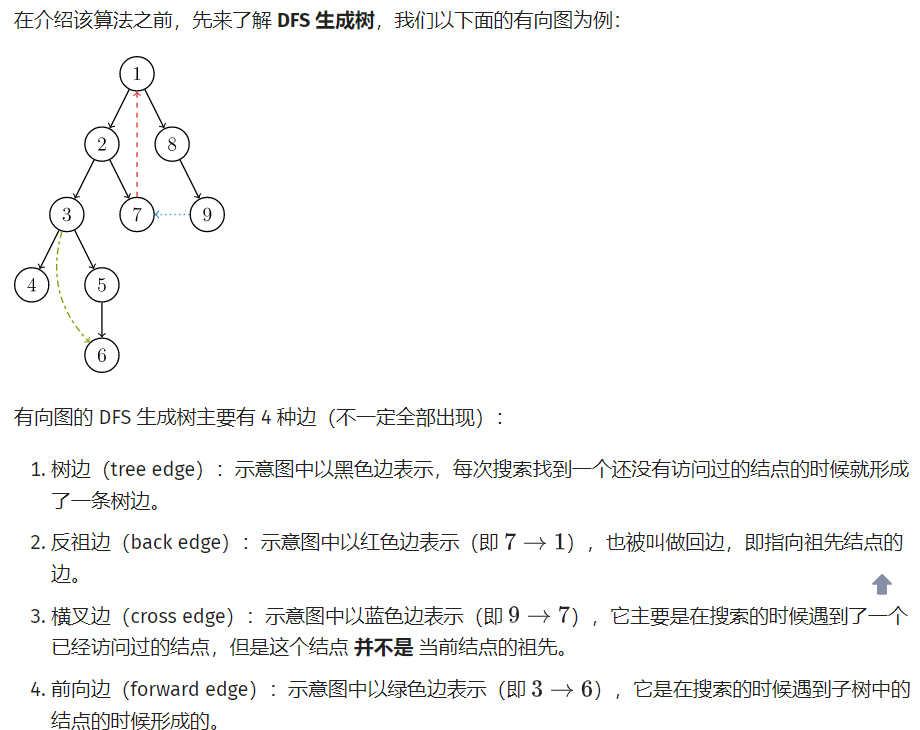 在介绍该算法之前，先来了解 DFS 生成树，我们以下面的有向图为例：
1
2
8
3
7
9
4
5
6
有向图的 DFS 生成树主要有 4 种边（不一定全部出现）：
1. 树边（tree edge）：示意图中以黑色边表示，每次搜索找到一个还没有访问过的结点的时候就形成
了一条树边。
2. 反祖边（back edge）：示意图中以红色边表示（即 7 → 1），也被叫做回边，即指向祖先结点的
边。
3. 横叉边（cross edge）：示意图中以蓝色边表示（即 9 → 7），它主要是在搜索的时候遇到了一个
已经访问过的结点，但是这个结点 并不是 当前结点的祖先。
4. 前向边（forward edge）：示意图中以绿色边表示（即 3 → 6），它是在搜索的时候遇到子树中的
结点的时候形成的。